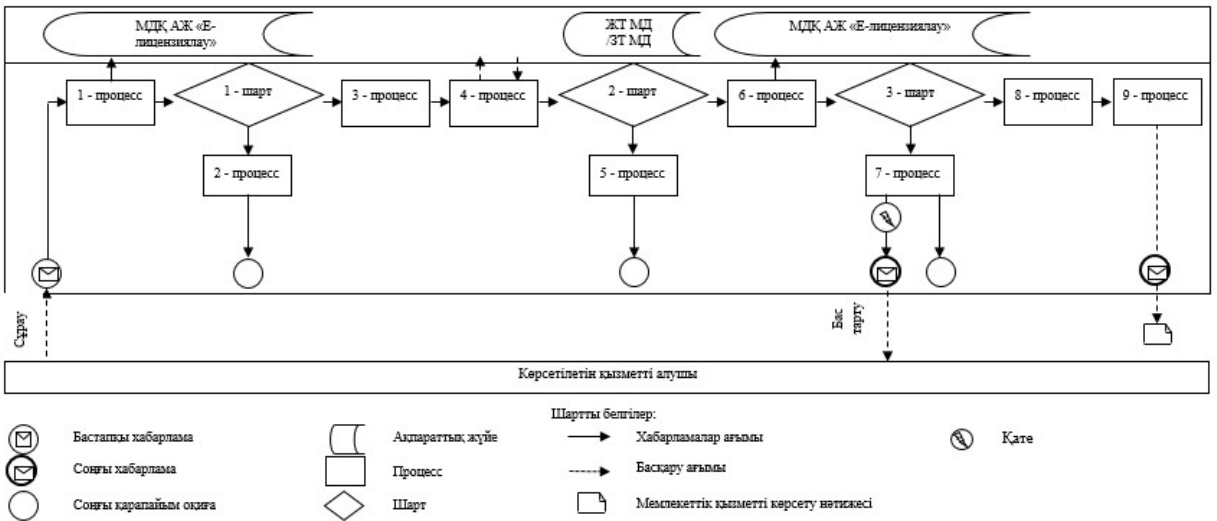 МДҚ АЖ «Е-
лицензиялау»
ЖТ МД
/ЗТ МД
МДҚ АЖ «Е-лицензиялау»
1 - процесс
1 - шарт
3 - процесс
4 - процесс
2 - шарт
6 - процесс
3 - шарт
8 - процесс
9 - процесс
2 - процесс
5 - процесс
7 - процесс
Сұрау
Бас
тарту
Көрсетілетін қызметті алушы
Шартты белгілер:
Бастапқы хабарлама
Ақпараттық жүйе
Хабарламалар ағымы
Қате
Соңғы хабарлама
Процесс
Басқару ағымы
Соңғы қарапайым оқиға
Шарт
Мемлекеттік қызметті көрсету нәтижесі